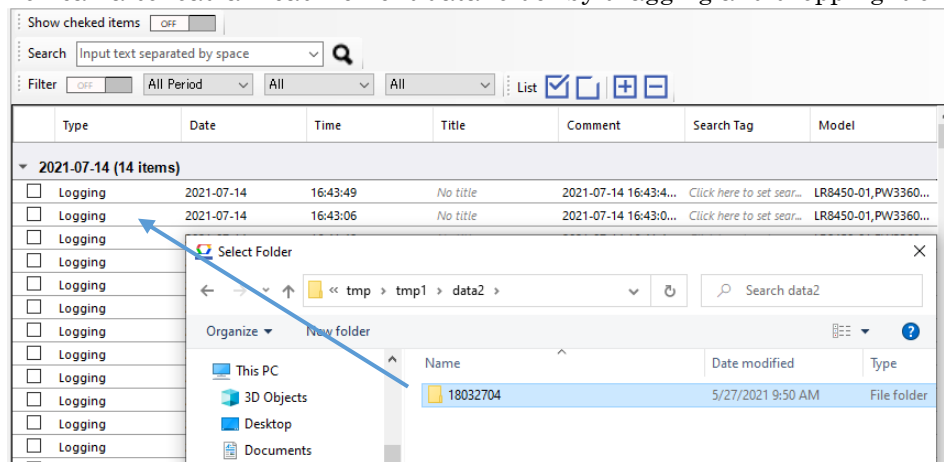 Show cheked items OFF
Search Input text separated by space
Filter OFF All Period All All List
Type Date Time Title Comment Search Tag Model
2021-07-14 (14 items)
Logging 2021-07-14 16:43:49 No title 2021-07-14 16:43:4... Click here to set sear... LR8450-01,PW3360...
Logging 2021-07-14 16:43:06 No title 2021-07-14 16:43:0... Click here to set sear... LR8450-01,PW3360...
Logging
Logging
Logging
Logging
Logging
Logging
Logging
Logging
Logging
Logging
Select Folder
« tmp › tmp1 › data2 › Search data2
Organize New folder
This PC
3D Objects
Desktop
Documents
Name Date modified Type
18032704 5/27/2021 9:50 AM File folder